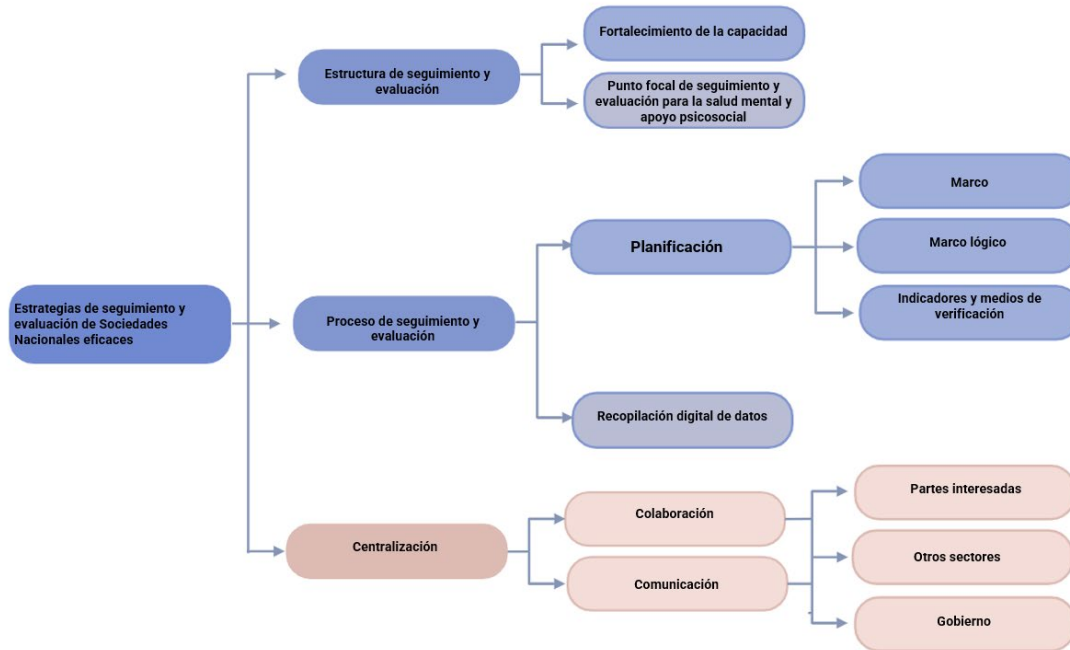 Estrategias de seguimiento y
evaluación de Sociedades
Nacionales eficaces
Estructura de seguimiento y
evaluación
Fortalecimiento de la capacidad
Punto focal de seguimiento y
evaluación para la salud mental y
apoyo psicosocial
Proceso de seguimiento y
evaluación
Planificación
Marco
Marco lógico
Indicadores y medios de
verificación
Recopilación digital de datos
Centralización
Colaboración
Comunicación
Partes interesadas
Otros sectores
Gobierno